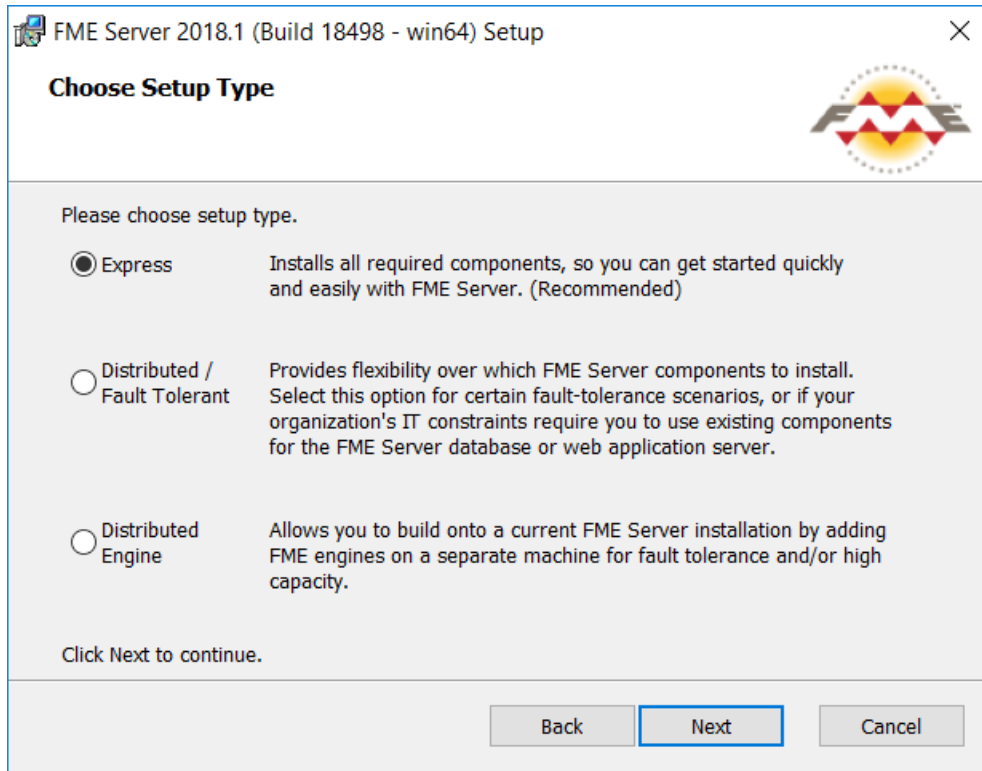 FME Server 2018.1 (Build 18498 - win64) Setup
Choose Setup Type
FME
Please choose setup type.
Express
Installs all required components, so you can get started quickly
and easily with FME Server. (Recommended)
Distributed /
Fault Tolerant
Provides flexibility over which FME Server components to install.
Select this option for certain fault-tolerance scenarios, or if your
organization's IT constraints require you to use existing components
for the FME Server database or web application server.
Distributed
Engine
Allows you to build onto a current FME Server installation by adding
FME engines on a separate machine for fault tolerance and/or high
capacity.
Click Next to continue.
Back
Next
Cancel